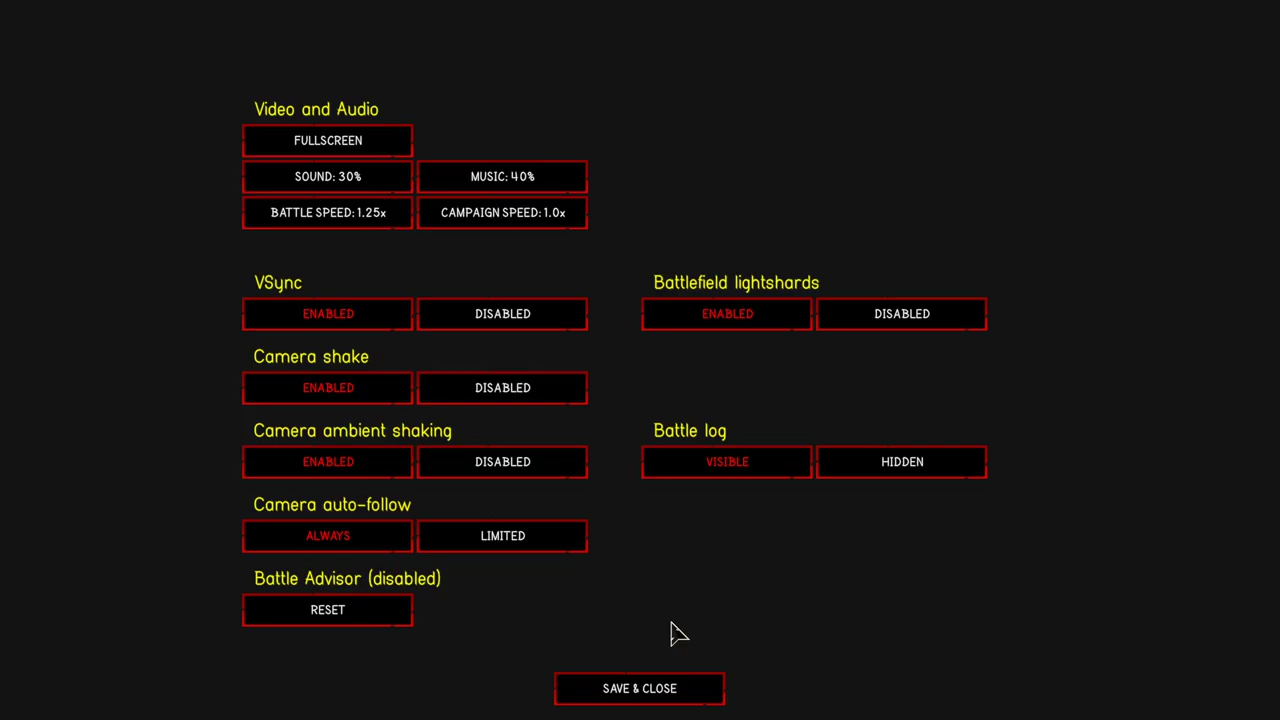 Video and Audio
FULLSCREEN
SOUND: 30% MUSIC: 40%
BATTLE SPEED: 1.25x CAMPAIGN SPEED: 1.0x
VSync Battlefield lightshards
ENABLED DISABLED ENABLED DISABLED
Camera shake
ENABLED DISABLED
Camera ambient shaking Battle log
ENABLED DISABLED VISIBLE HIDDEN
Camera auto-follow
ALWAYS LIMITED
Battle Advisor (disabled)
RESET
SAVE & CLOSE